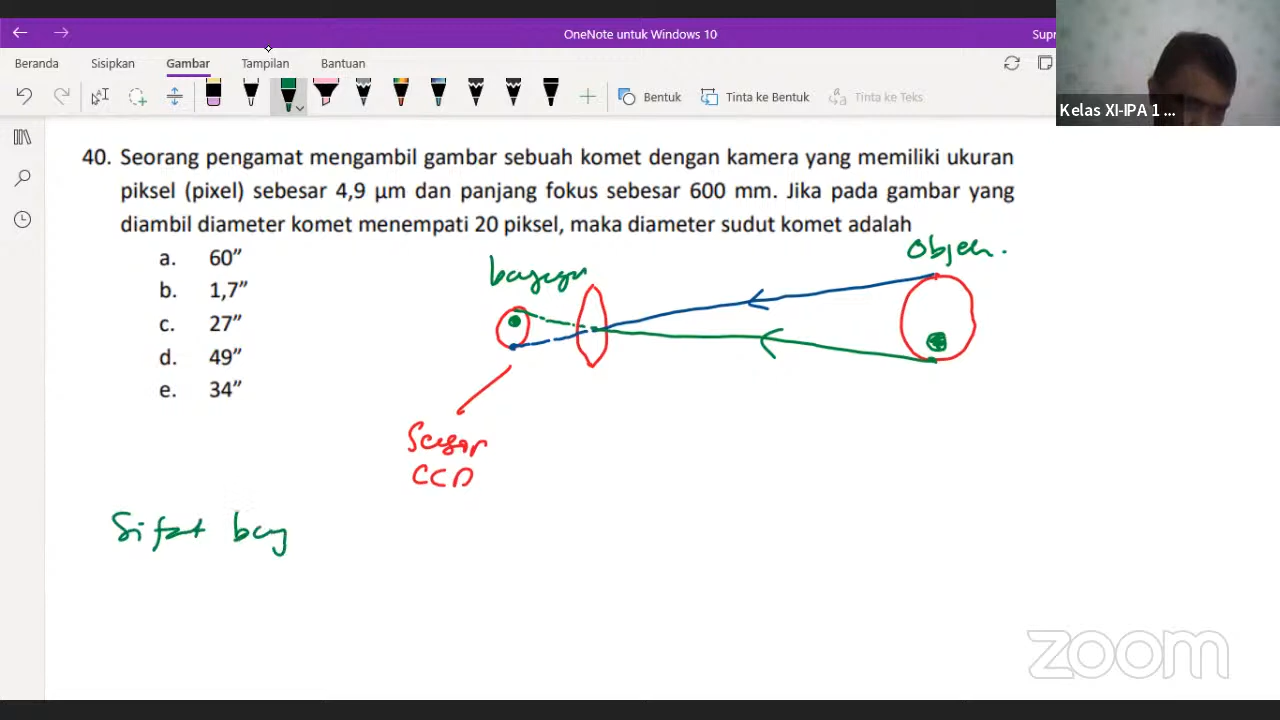 OneNote untuk Windows 10
Supr
Beranda
Sisipkan
Gambar
Tampilan
Bantuan
Bentuk
Tinta ke Bentuk
Tinta ke Teks
Kelas XI-IPA 1 ...
40. Seorang pengamat mengambil gambar sebuah komet dengan kamera yang memiliki ukuran
piksel (pixel) sebesar 4,9 µm dan panjang fokus sebesar 600 mm. Jika pada gambar yang
diambil diameter komet menempati 20 piksel, maka diameter sudut komet adalah
a. 60”
b. 1,7”
c. 27”
d. 49”
e. 34”
bayagn
Objek.
Sensor
CCD
Sifat bay
zoom